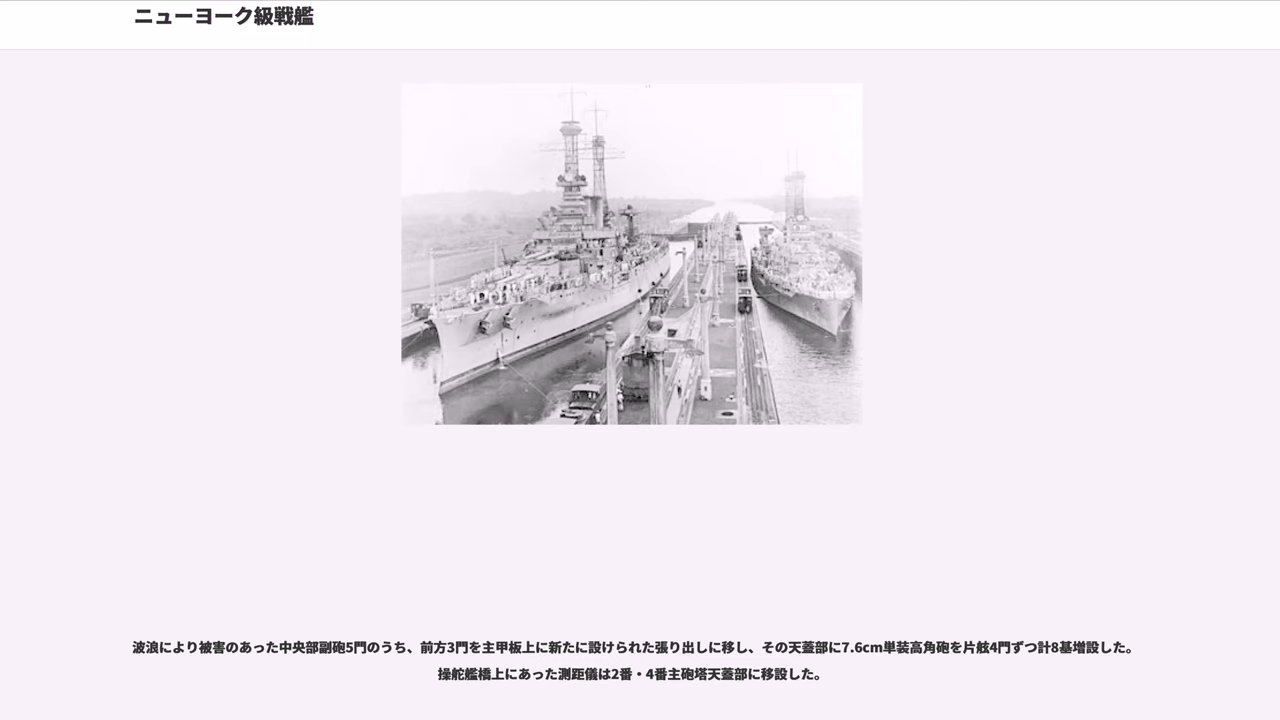 ニューヨーク級戦艦
波浪により被害のあった中央部副砲5門のうち、前方3門を主甲板上に新たに設けられた張り出しに移し、その天蓋部に7.6cm単装高角砲を片舷4門ずつ計8基増設した。
操舵艦橋上にあった測距儀は2番・4番主砲塔天蓋部に移設した。